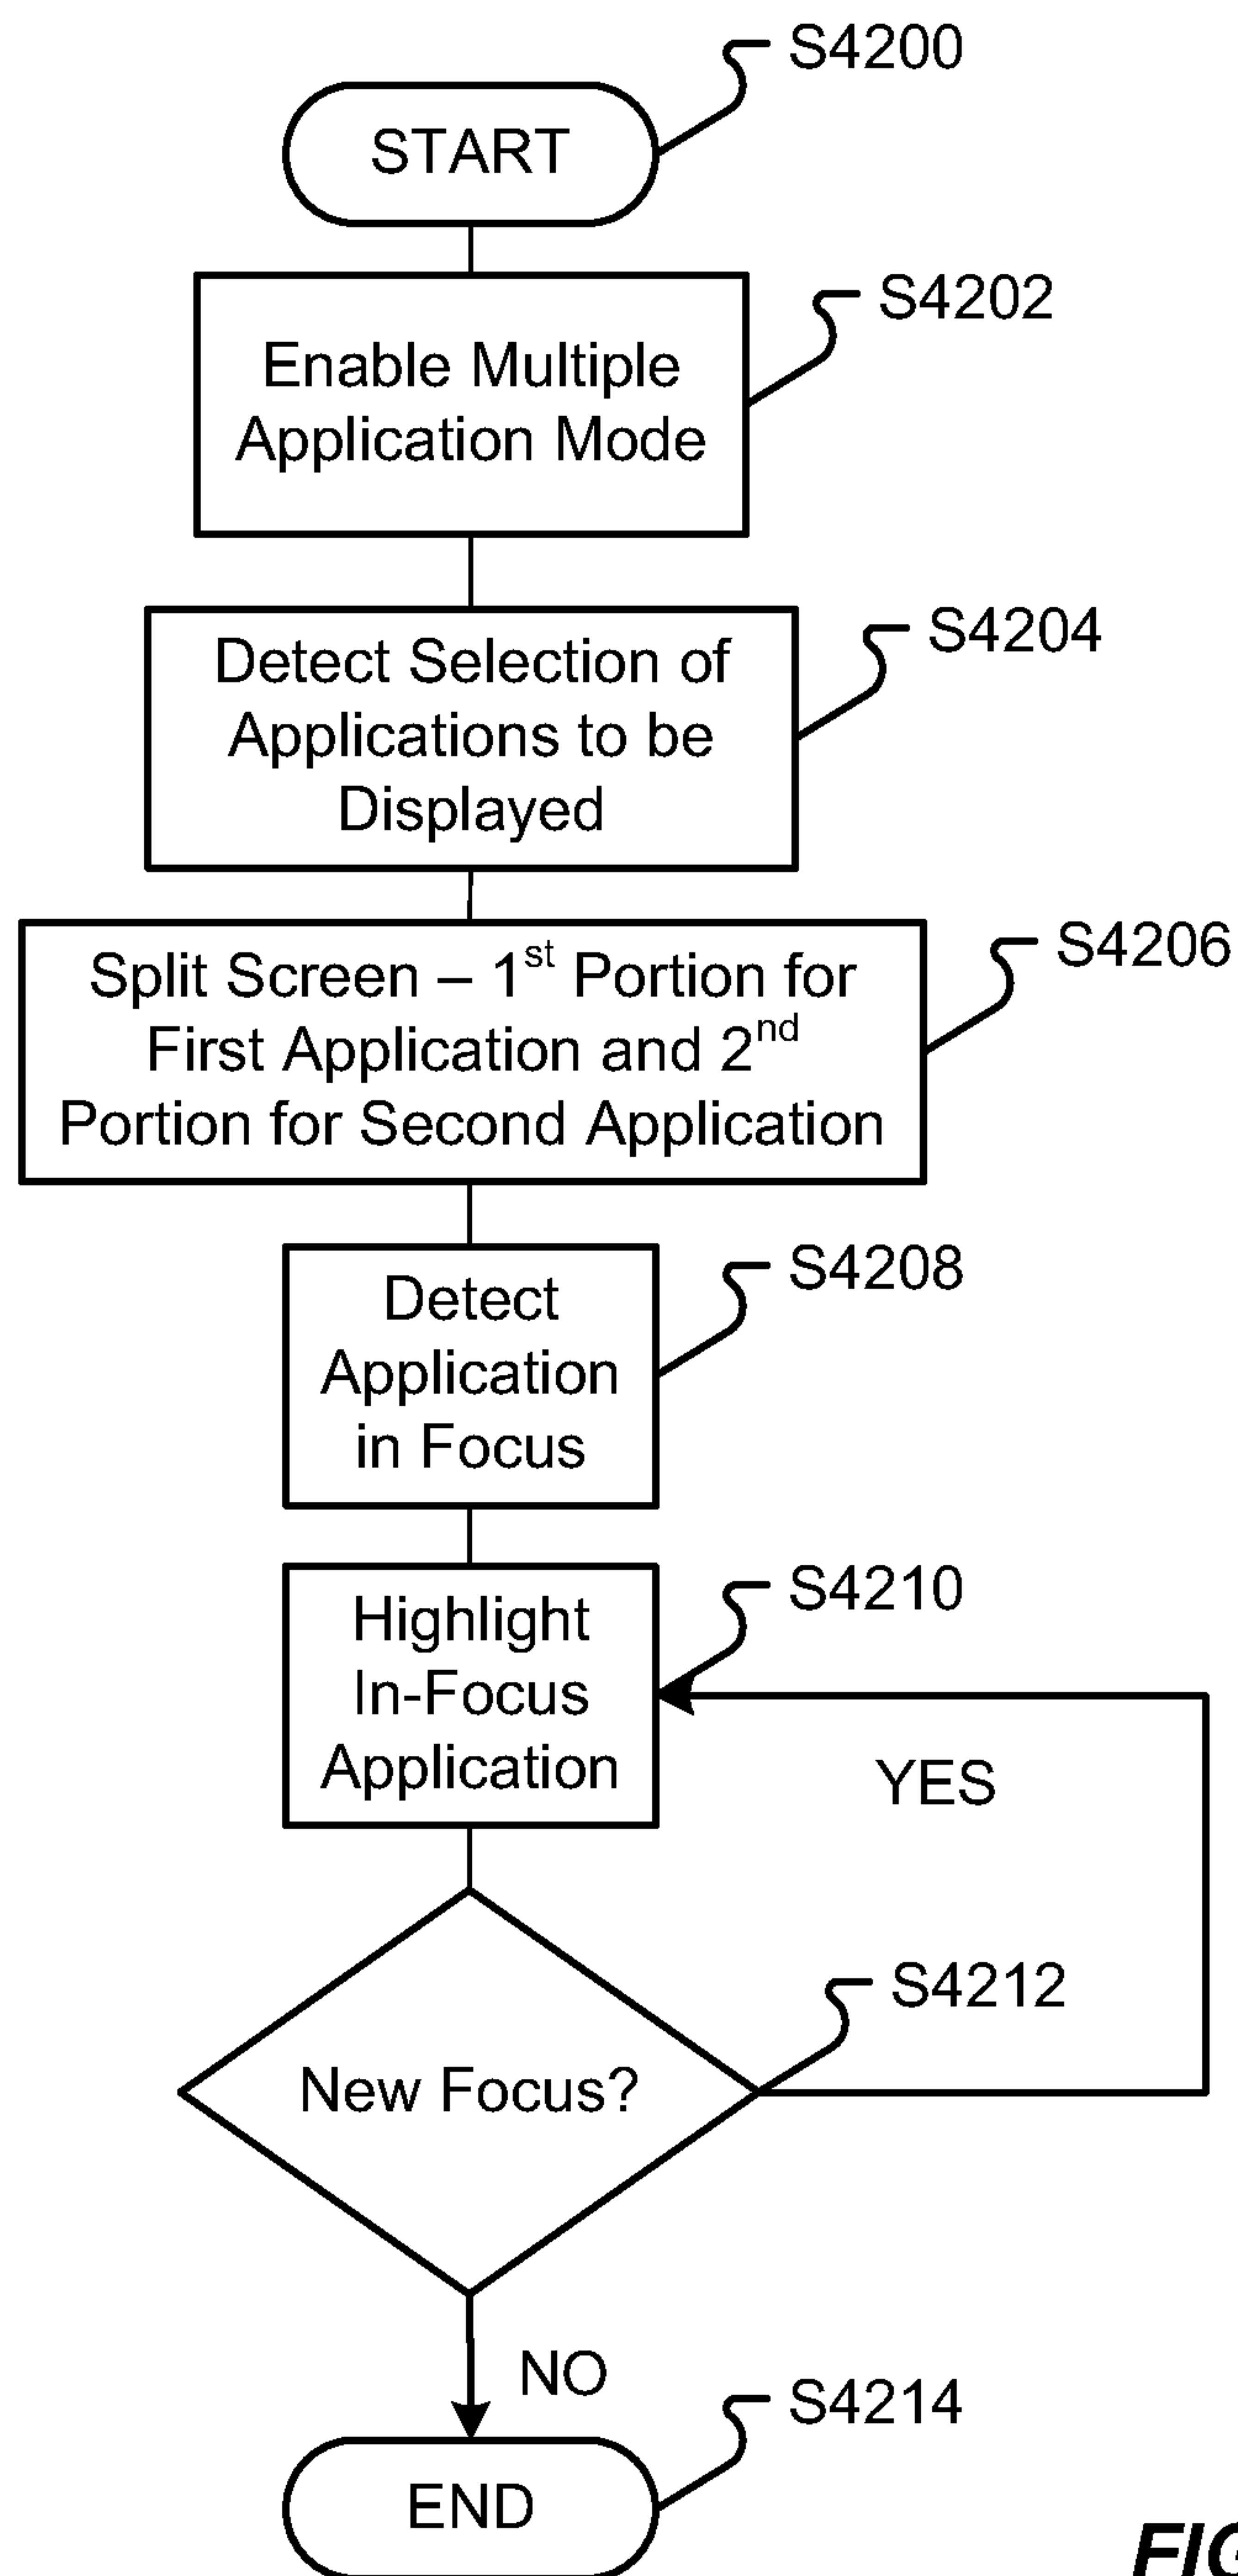 S4200
START
S4202
Enable Multiple
Application Mode
S4204
Detect Selection of
Applications to be
Displayed
S4206
Split Screen – 1st Portion for
First Application and 2nd
Portion for Second Application
S4208
Detect
Application
in Focus
S4210
Highlight
In-Focus
Application
YES
S4212
New Focus?
NO
S4214
END